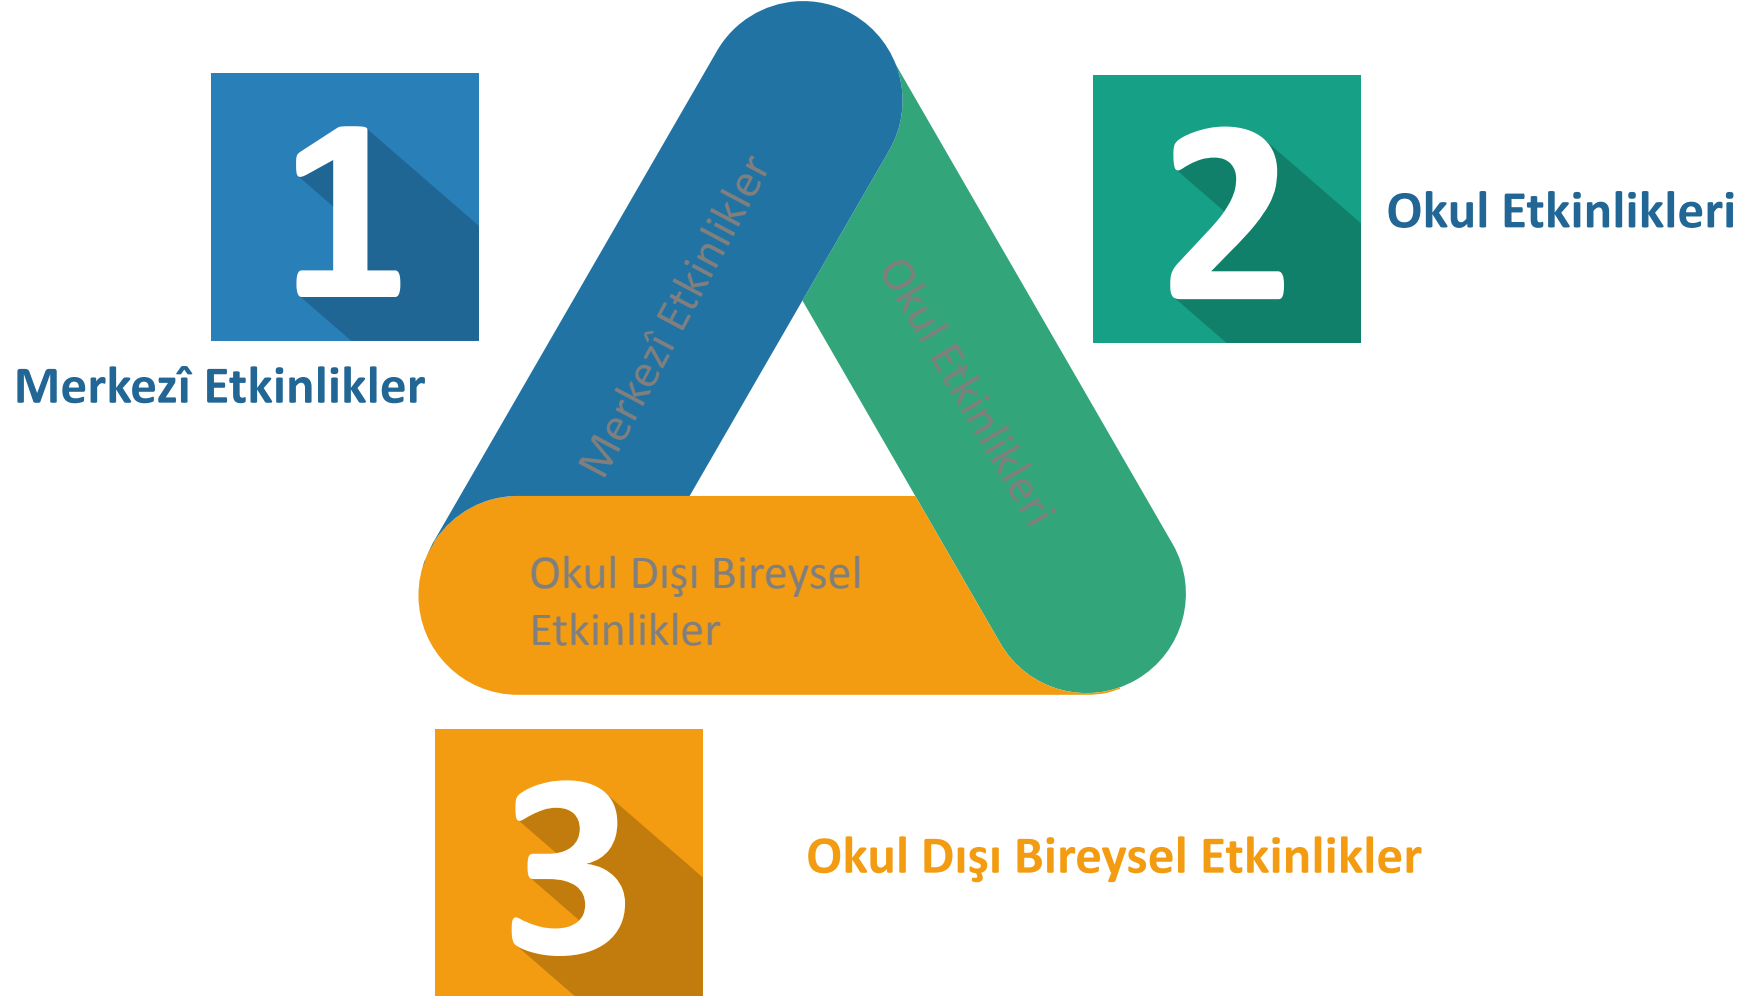 1
Merkezî Etkinlikler
Merkezî Etkinlikler
Okul Etkinlikleri
2
Okul Etkinlikleri
Okul Dışı Bireysel
Etkinlikler
3
Okul Dışı Bireysel Etkinlikler